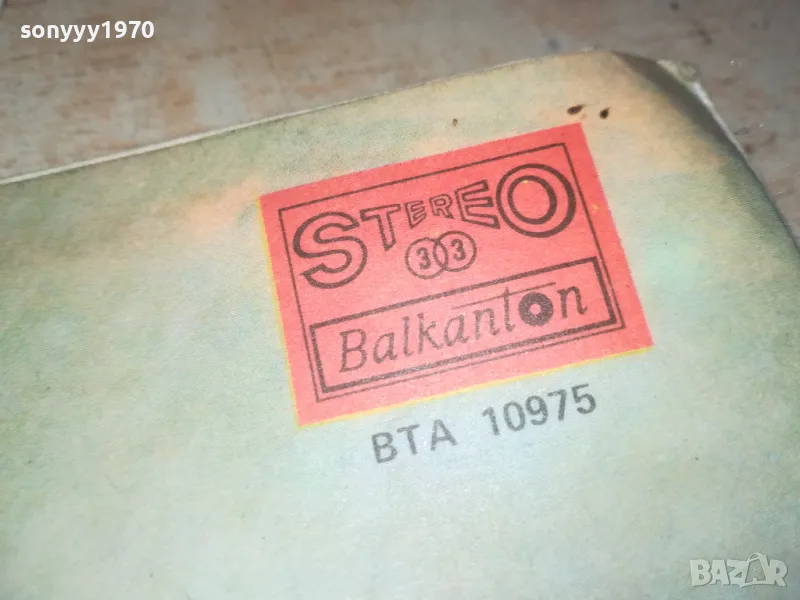 sonyyy1970
STEREO
33
Balkanton
BTA 10975
BAZAR